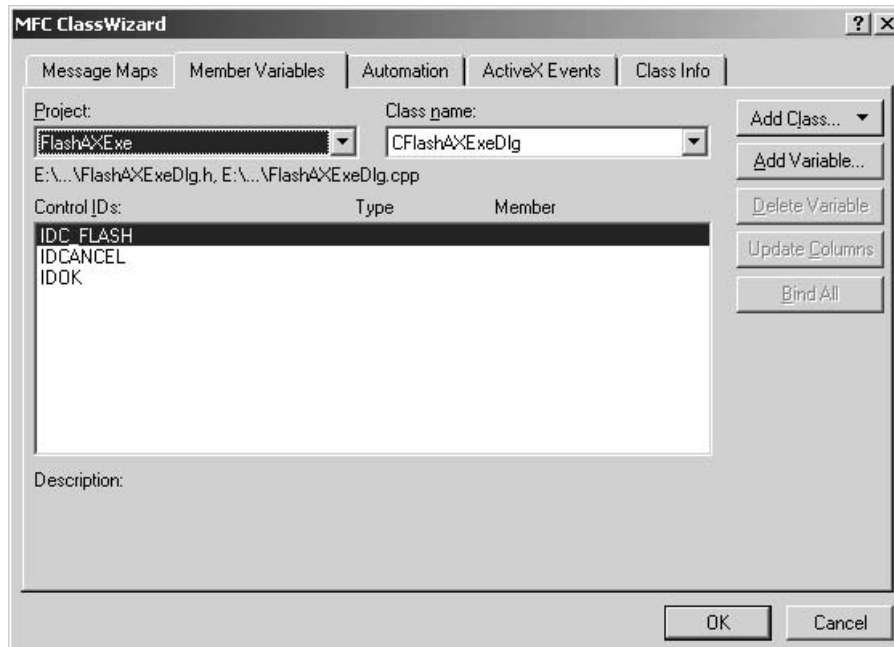 MFC ClassWizard
Message Maps Member Variables Automation ActiveX Events Class Info
Project: Class name:
FlashAXExe CFlashAXExeDlg
Add Class...
E:\...\FlashAXExeDlg.h, E:\...\FlashAXExeDlg.cpp
Add Variable...
Control IDs: Type Member
Delete Variable
IDC_FLASH
IDCANCEL
Update Columns
IDOK
Bind All
Description:
OK Cancel